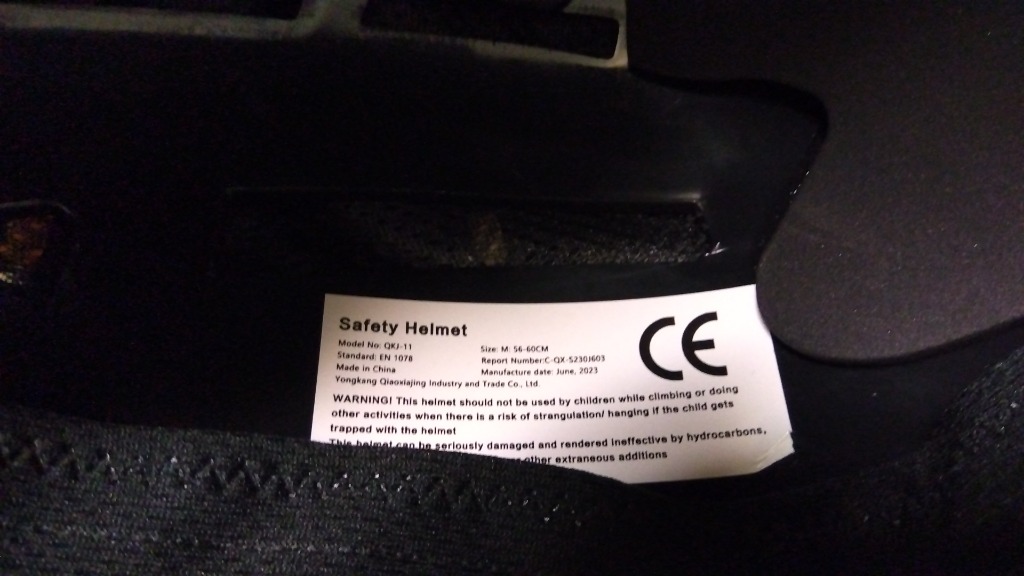 Safety Helmet
CE
Model No: QKJ-11
Size: M: 56-60CM
Standard: EN 1078
Report Number:C-QX-S230J603
Made in China
Manufacture date: June, 2023
Yongkang Qiaoxiajing Industry and Trade Co., Ltd.
WARNING! This helmet should not be used by children while climbing or doing
other activities when there is a risk of strangulation/ hanging if the child gets
trapped with the helmet
This helmet can be seriously damaged and rendered ineffective by hydrocarbons,
other extraneous additions